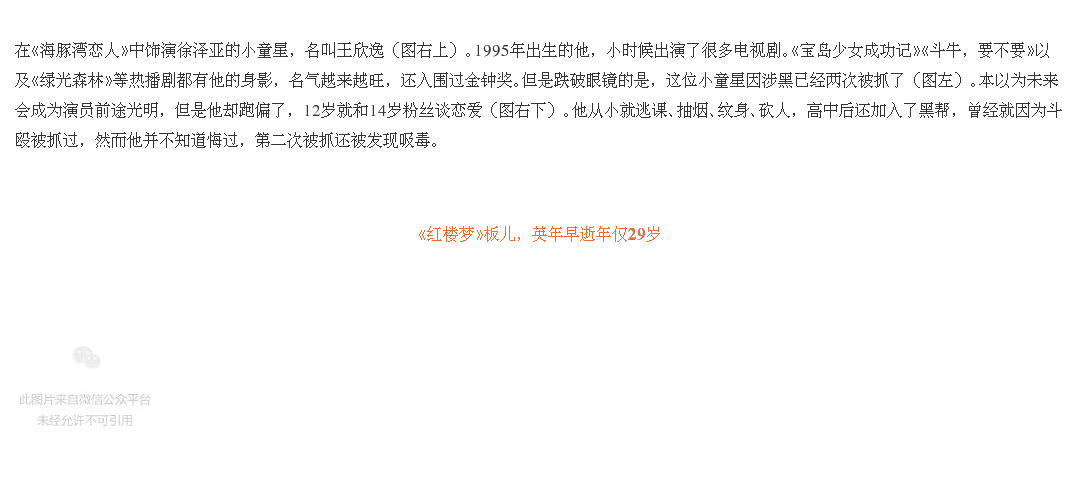 在《海豚湾恋人》中饰演徐泽亚的小童星，名叫王欣逸（图右上）。1995年出生的他，小时候出演了很多电视剧。《宝岛少女成功记》《斗牛，要不要》以
及《绿光森林》等热播剧都有他的身影，名气越来越旺，还入围过金钟奖。但是跌破眼镜的是，这位小童星因涉黑已经两次被抓了（图左）。本以为未来
会成为演员前途光明，但是他却跑偏了，12岁就和14岁粉丝谈恋爱（图右下）。他从小就逃课、抽烟、纹身、砍人，高中后还加入了黑帮，曾经就因为斗
殴被抓过，然而他并不知道悔过，第二次被抓还被发现吸毒。
《红楼梦》板儿，英年早逝年仅29岁
此图片来自微信公众平台
未经允许不可引用